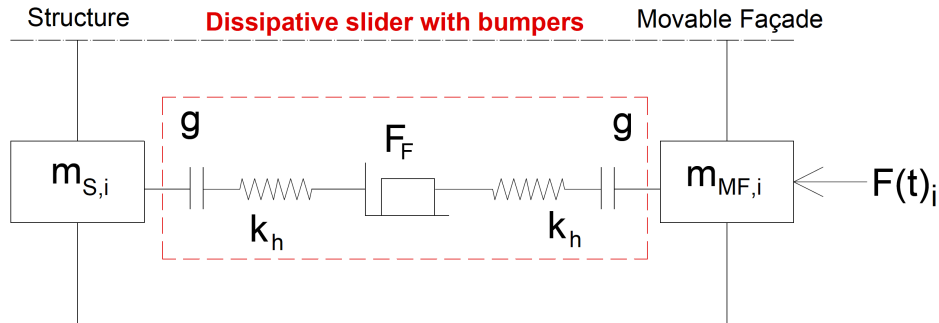 Structure Dissipative slider with bumpers Movable Façade
g F_F g
m_S,i m_MF,i F(t)_i
k_h k_h